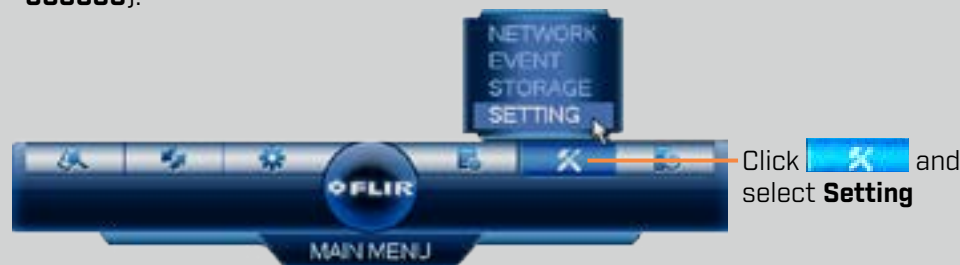 NETWORK
EVENT
STORAGE
SETTING
FLIR
MAIN MENU
Click and
select Setting